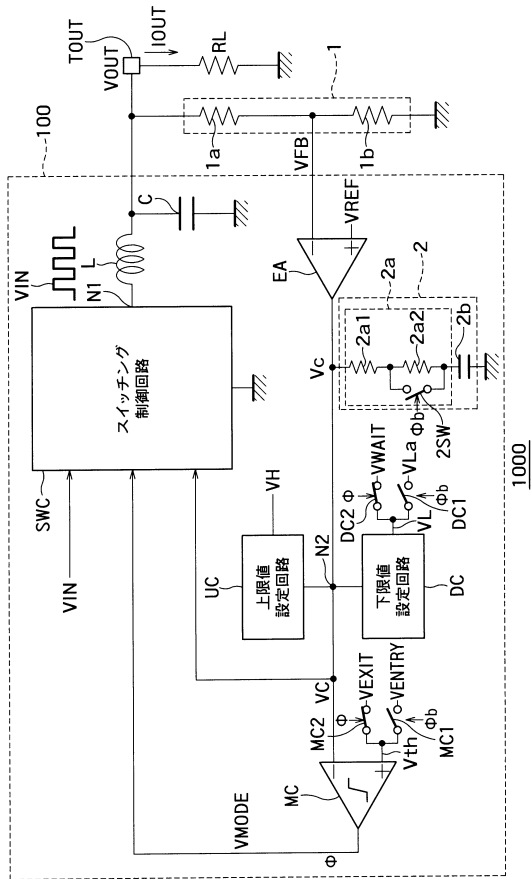 100
TOUT
VOUT
IOUT
RL
1
1a
1b
VFB
C
VIN
L
N1
スイッチング
制御回路
SWC
VIN
EA
VREF
Vc
2
2a
2a1
2a2
2b
2SW
Φb
VH
UC
上限値
設定回路
N2
下限値
設定回路
DC
DC2
Φ
VWAIT
VLa
Φb
DC1
VL
VC
MC2
Φ
VEXIT
VENTRY
Φb
MC1
Vth
MC
VMODE
Φ
1000